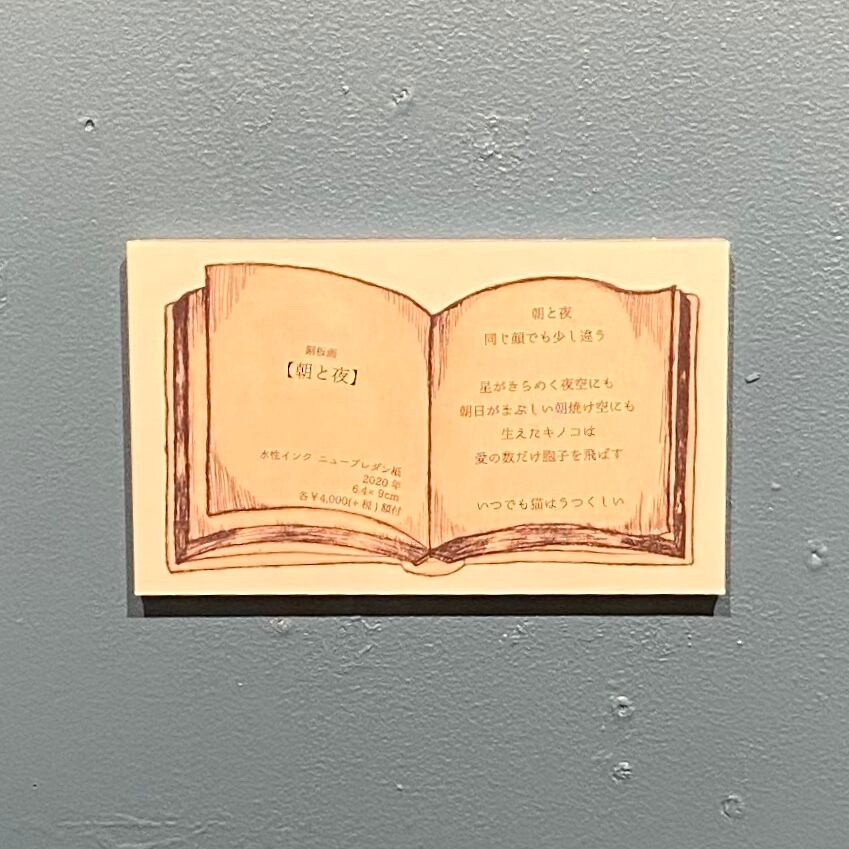 銅板画
【朝と夜】
水性インク ニューブレダン紙
2020 年
6.4× 9cm
各￥4,000(+ 税 ) 額付
朝と夜
同じ顔でも少し違う
星がきらめく夜空にも
朝日がまぶしい朝焼け空にも
生えたキノコは
愛の数だけ胞子を飛ばす
いつでも猫はうつくしい